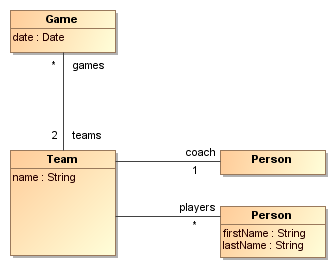 Game
date : Date
* games
2 teams
Team
name : String
coach
1
Person
players
*
Person
firstName : String
lastName : String